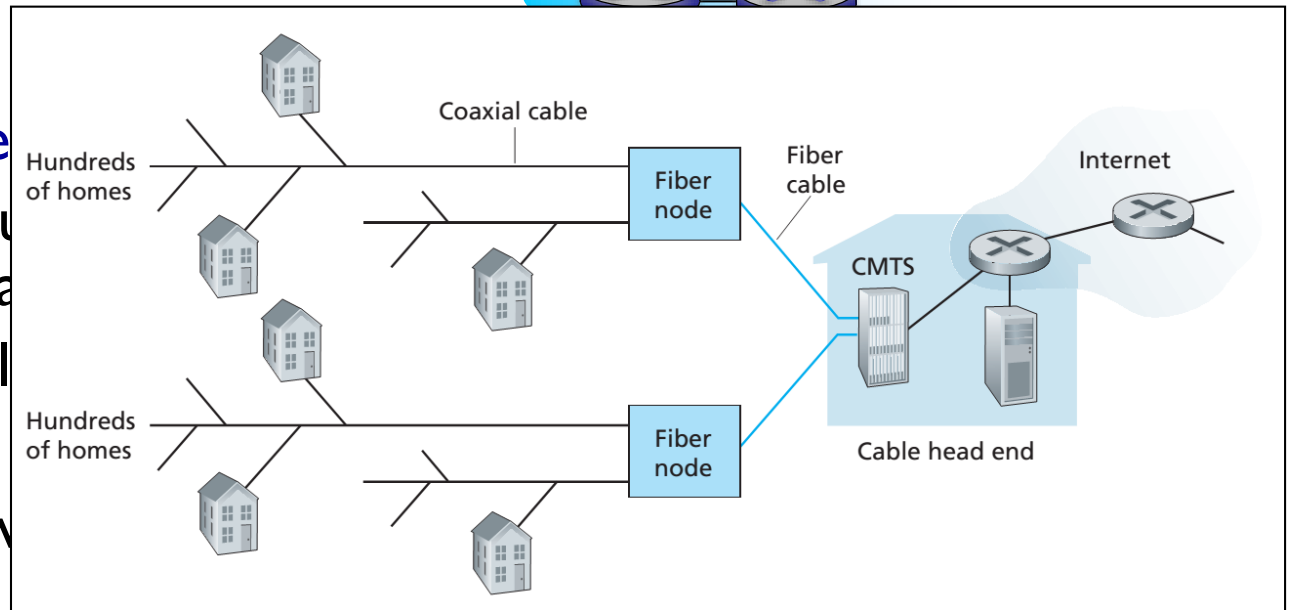 Coaxial cable
Hundreds
of homes
Fiber
node
Fiber
cable
Internet
CMTS
Hundreds
of homes
Fiber
node
Cable head end